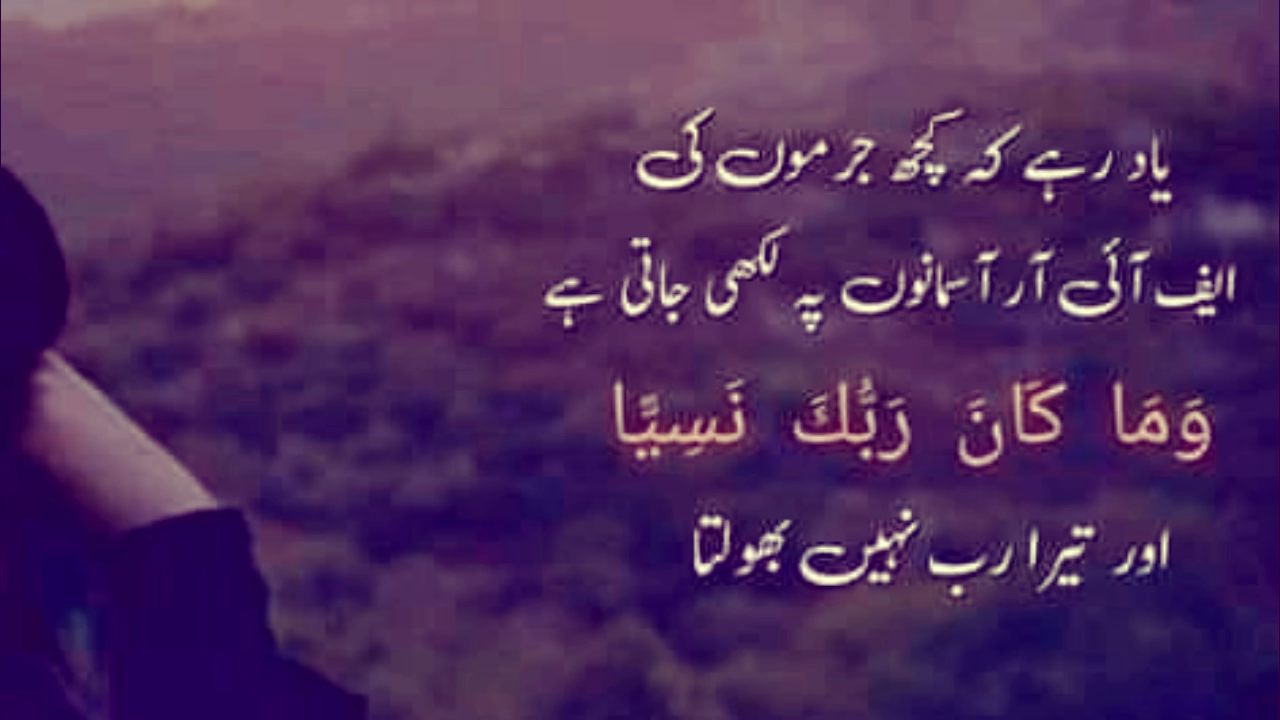 یاد رہے کہ کچھ جرموں کی
الیف آئی آر آسمانوں پہ لکھی جاتی ہے
وَمَا كَانَ رَبُّكَ نَسِيًّا
اور تیرا رب نہیں بھولتا